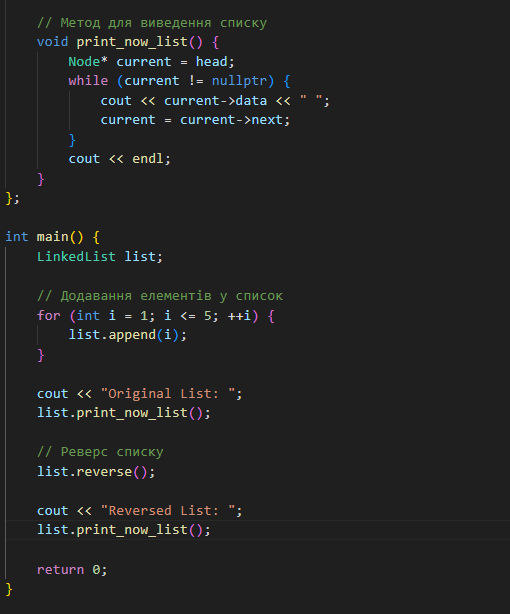 // Метод для виведення списку
void print_now_list() {
Node* current = head;
while (current != nullptr) {
cout << current->data << " ";
current = current->next;
}
cout << endl;
}
};
int main() {
LinkedList list;
// Додавання елементів у список
for (int i = 1; i <= 5; ++i) {
list.append(i);
}
cout << "Original List: ";
list.print_now_list();
// Реверс списку
list.reverse();
cout << "Reversed List: ";
list.print_now_list();
return 0;
}